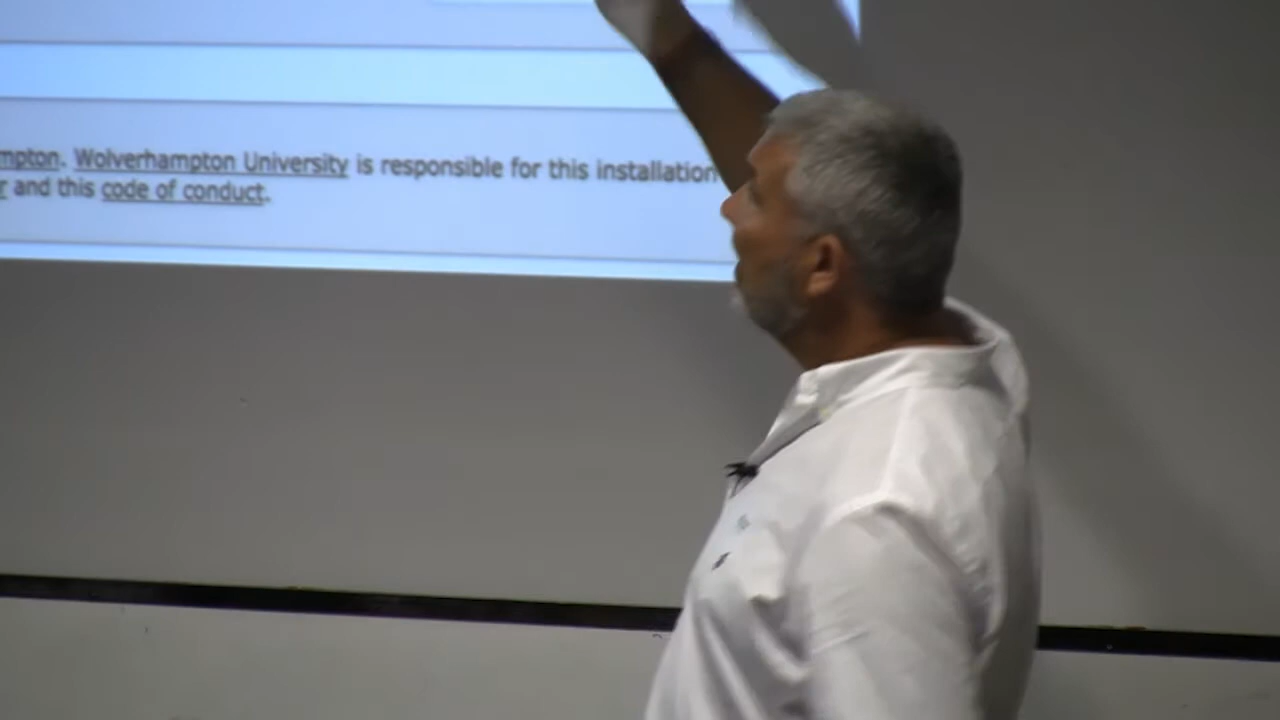 mpton. Wolverhampton University is responsible for this installation
and this code of conduct.